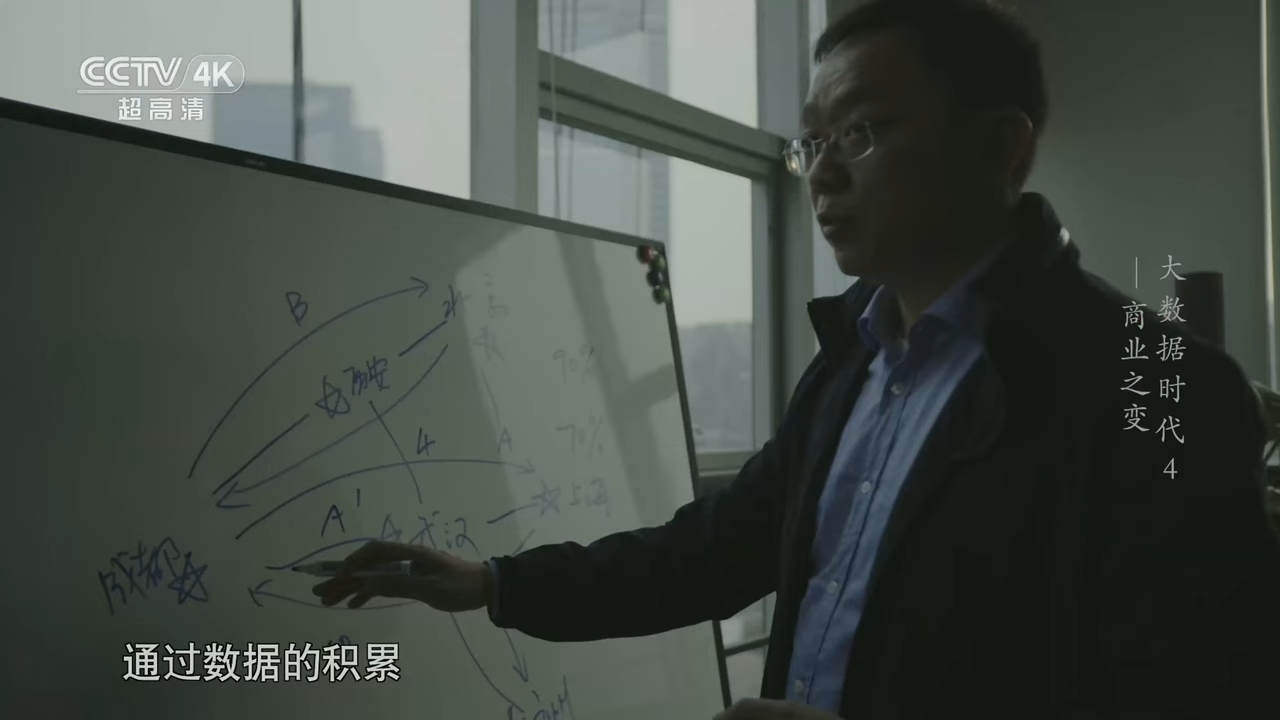 CCTV 4K
超高清
B
北
西安
90%
70%
4
A
上海
A'
武汉
成都
大数据时代4
—商业之变
通过数据的积累